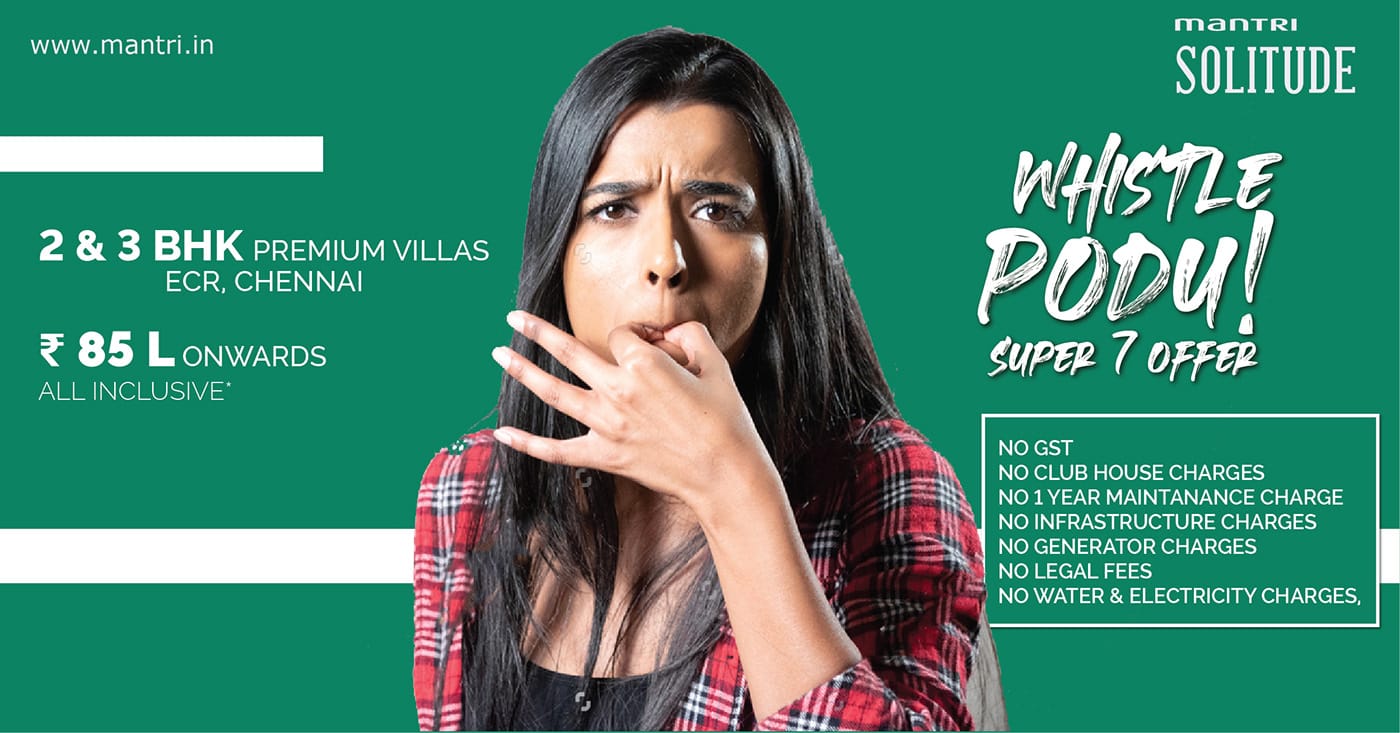 www.mantri.in
mantri
SOLITUDE
WHISTLE
PODU!
SUPER 7 OFFER
2 & 3 BHK PREMIUM VILLAS
ECR, CHENNAI
₹ 85 L ONWARDS
ALL INCLUSIVE*
NO GST
NO CLUB HOUSE CHARGES
NO 1 YEAR MAINTANANCE CHARGE
NO INFRASTRUCTURE CHARGES
NO GENERATOR CHARGES
NO LEGAL FEES
NO WATER & ELECTRICITY CHARGES,